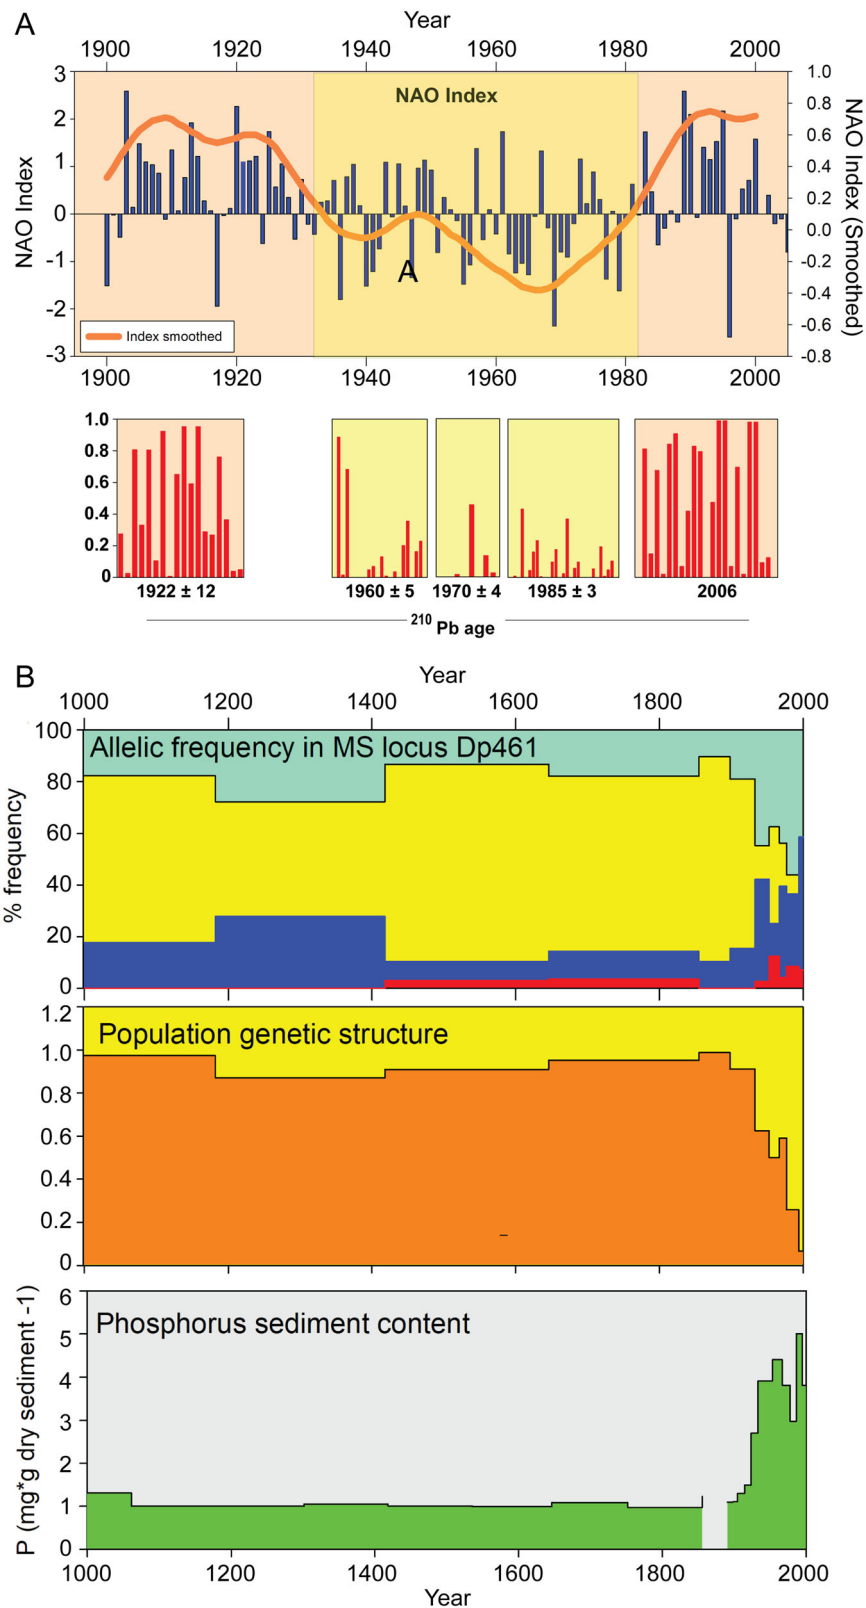 A
Year
1900 1920 1940 1960 1980 2000
3
2
1
0
-1
-2
-3
NAO Index
NAO Index
A
Index smoothed
1.0
0.8
0.6
0.4
0.2
0.0
-0.2
-0.4
-0.6
-0.8
NAO Index (Smoothed)
1900 1920 1940 1960 1980 2000
1.0
0.8
0.6
0.4
0.2
0
1922 ± 12 1960 ± 5 1970 ± 4 1985 ± 3 2006
210 Pb age
B
Year
1000 1200 1400 1600 1800 2000
Allelic frequency in MS locus Dp461
100
80
60
40
20
0
% frequency
Population genetic structure
1.2
1.0
0.8
0.6
0.4
0.2
0
Phosphorus sediment content
6
5
4
3
2
1
0
P (mg*g dry sediment -1)
1000 1200 1400 1600 1800 2000
Year